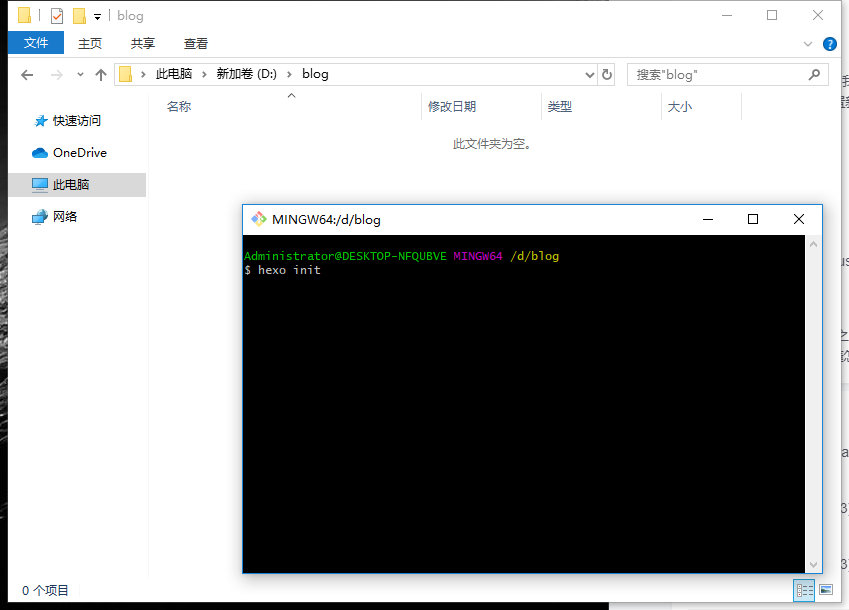 blog
文件 主页 共享 查看
此电脑 新加卷 (D:) blog 搜索"blog"
名称 修改日期 类型 大小
此文件夹为空。
快速访问
OneDrive
此电脑
网络
MINGW64:/d/blog
Administrator@DESKTOP-NFQUBVE MINGW64 /d/blog
$ hexo init
0 个项目